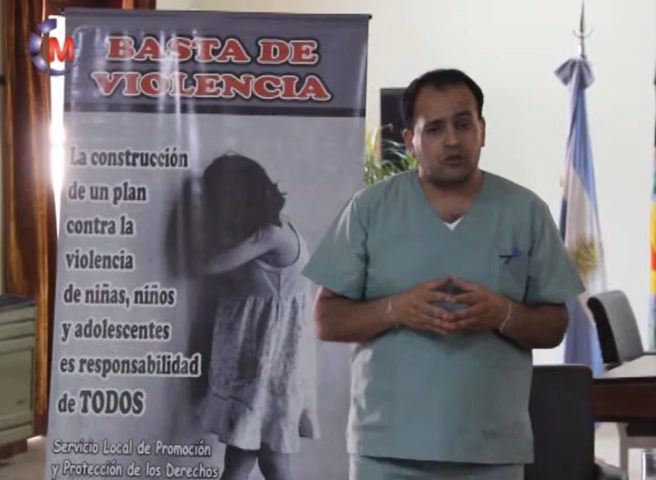 M
BASTA DE
VIOLENCIA
La construcción
de un plan
contra la
violencia
de niñas, niños
y adolescentes
es responsabilidad
de TODOS
Servicio Local de Promoción
y Protección de los Derechos